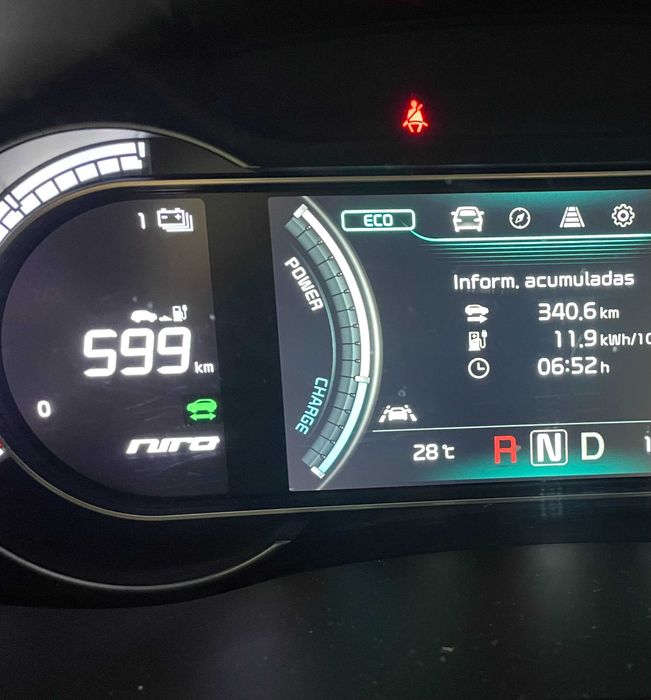 1
ECO
POWER
Inform. acumuladas
340.6 km
11.9 kWh/10
06:52 h
599 km
0
CHARGE
niro
28°C R N D 1